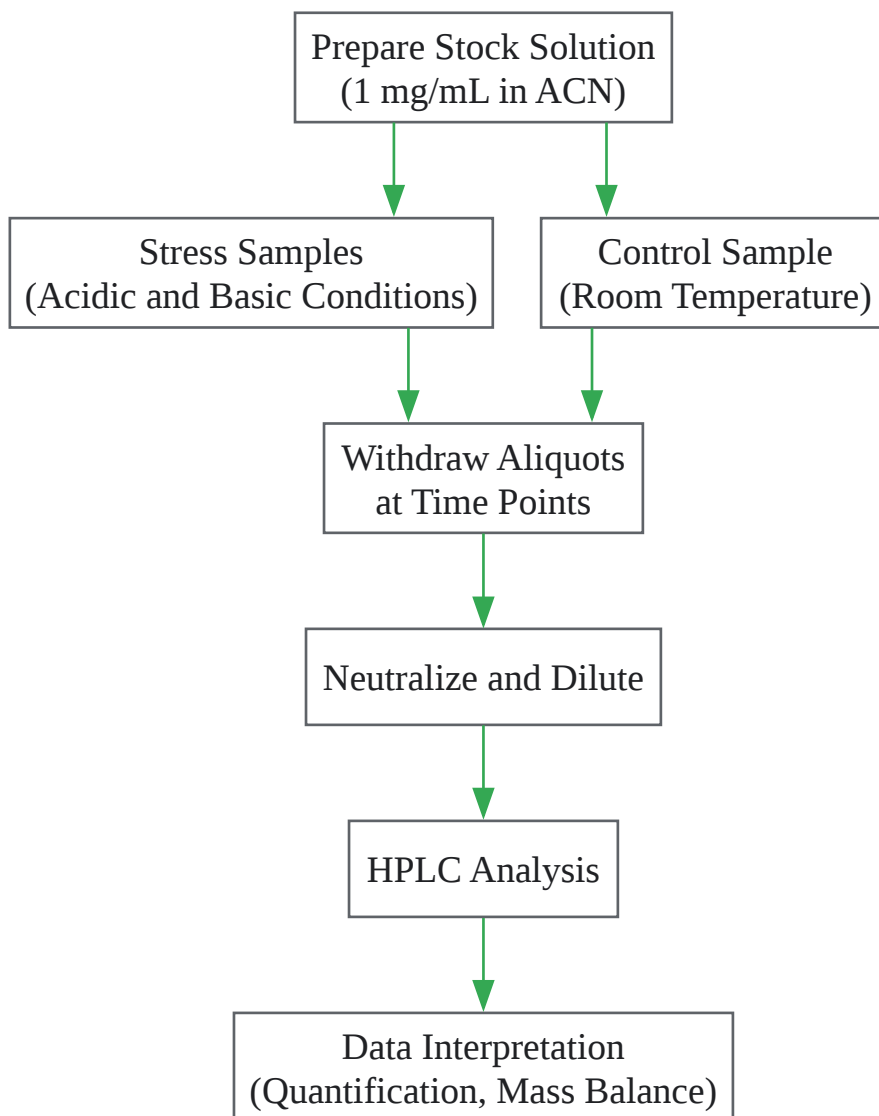 Prepare Stock Solution
(1 mg/mL in ACN)
Stress Samples
(Acidic and Basic Conditions)
Control Sample
(Room Temperature)
Withdraw Aliquots
at Time Points
Neutralize and Dilute
HPLC Analysis
Data Interpretation
(Quantification, Mass Balance)